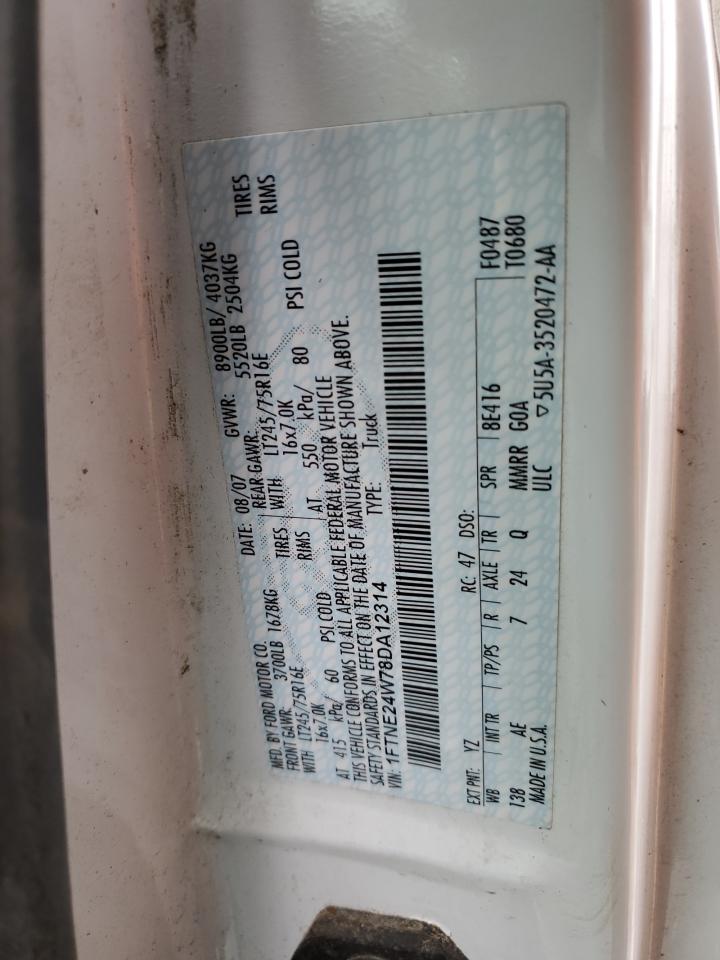 MFD. BY FORD MOTOR CO. DATE: 08/07 GVWR: 8900LB/ 4037KG
FRONT GAWR: 3700LB 1678KG REAR GAWR: 5520LB 2504KG
WITH LT245/75R16E TIRES WITH LT245/75R16E TIRES
16x7.0K RIMS 16x7.0K RIMS
AT 415 kPa/ 60 PSI COLD AT 550 kPa/ 80 PSI COLD
THIS VEHICLE CONFORMS TO ALL APPLICABLE FEDERAL MOTOR VEHICLE
SAFETY STANDARDS IN EFFECT ON THE DATE OF MANUFACTURE SHOWN ABOVE.
VIN: 1FTNE24W78DA12314 TYPE: Truck
EXT PNT: YZ RC: 47 DSO: F0487
WB INT TR TP/PS R AXLE TR SPR 8E416 T0680
138 AE 7 24 Q MMRR GOA
MADE IN U.S.A. ULC ▽5U5A-3520472-AA